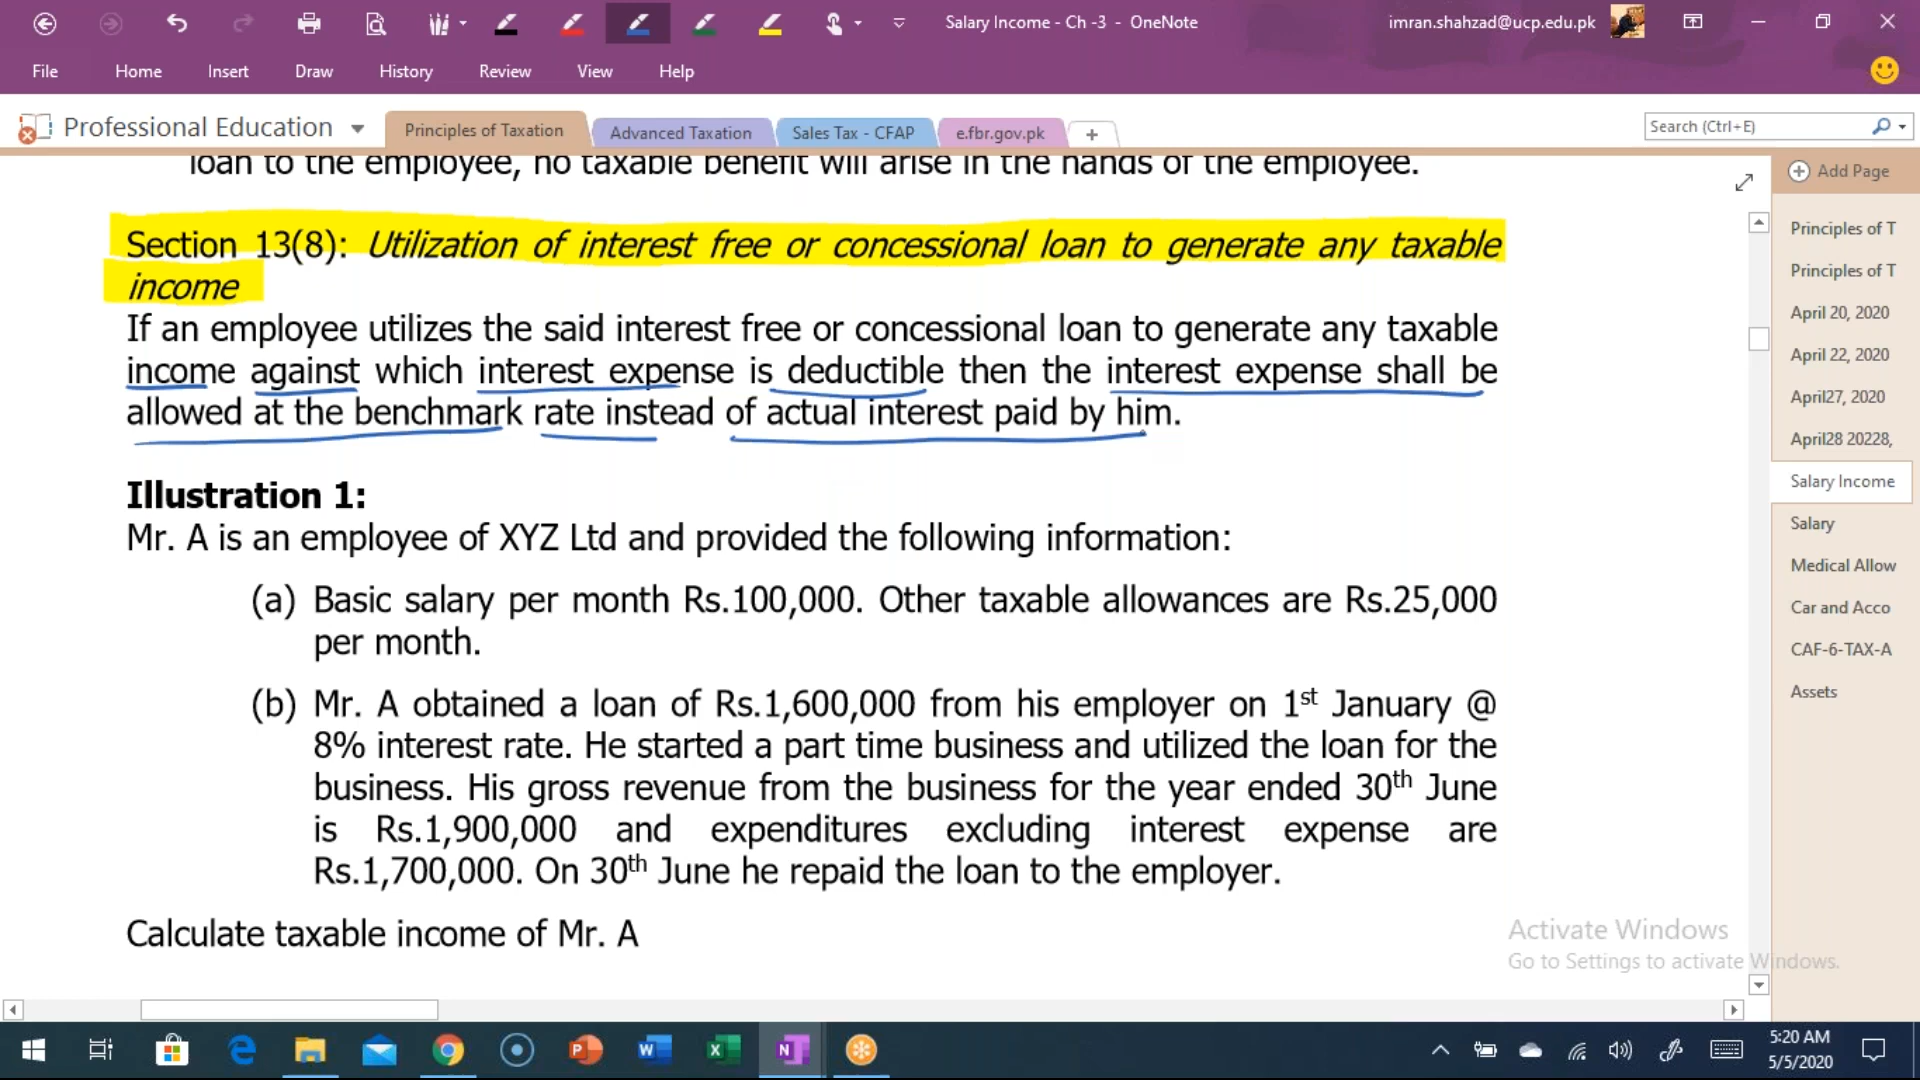 Salary Income - Ch -3 - OneNote
imran.shahzad@ucp.edu.pk
File Home Insert Draw History Review View Help
Professional Education
Principles of Taxation
Advanced Taxation
Sales Tax - CFAP
e.fbr.gov.pk
Search (Ctrl+E)
loan to the employee, no taxable benefit will arise in the hands of the employee.
Section 13(8): Utilization of interest free or concessional loan to generate any taxable
income
If an employee utilizes the said interest free or concessional loan to generate any taxable
income against which interest expense is deductible then the interest expense shall be
allowed at the benchmark rate instead of actual interest paid by him.
Illustration 1:
Mr. A is an employee of XYZ Ltd and provided the following information:
(a) Basic salary per month Rs.100,000. Other taxable allowances are Rs.25,000
per month.
(b) Mr. A obtained a loan of Rs.1,600,000 from his employer on 1st January @
8% interest rate. He started a part time business and utilized the loan for the
business. His gross revenue from the business for the year ended 30th June
is Rs.1,900,000 and expenditures excluding interest expense are
Rs.1,700,000. On 30th June he repaid the loan to the employer.
Calculate taxable income of Mr. A
Add Page
Principles of T
Principles of T
April 20, 2020
April 22, 2020
April27, 2020
April28 20228,
Salary Income
Salary
Medical Allow
Car and Acco
CAF-6-TAX-A
Assets
Activate Windows
Go to Settings to activate Windows.
5:20 AM
5/5/2020